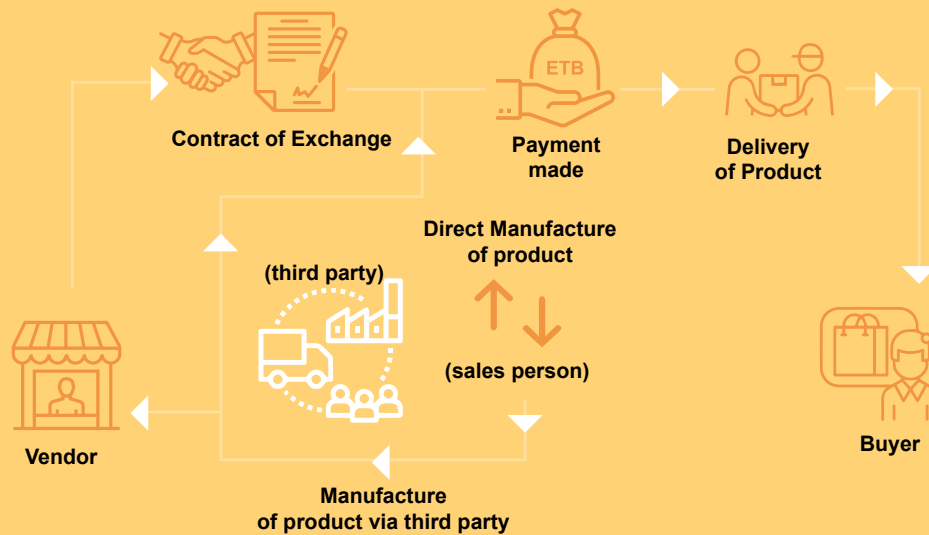 ETB
Contract of Exchange
Payment
made
Delivery
of Product
Direct Manufacture
of product
(third party)
(sales person)
Vendor
Buyer
Manufacture
of product via third party